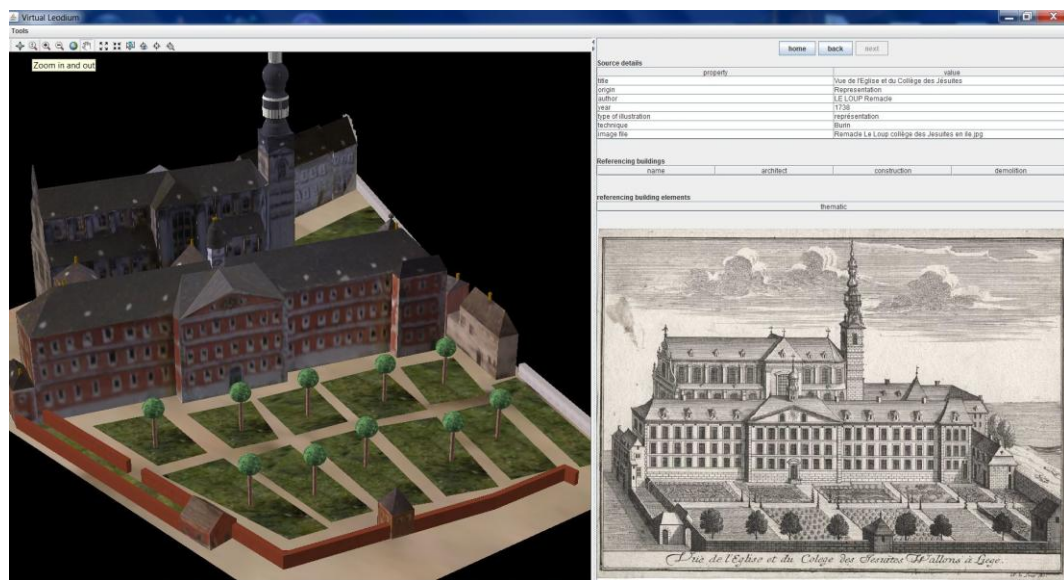 Virtual Leodium
Tools
Zoom in and out
home back next
Source details
property value
title Vue de l'Eglise et du Collège des Jésuites
origin Representation
author LE LOUP Remacle
year 1738
type of illustration représentation
technique Burin
image file Remacle Le Loup collège des Jesuites en ile.jpg
Referencing buildings
name architect construction demolition
referencing building elements
thematic
Vüe de l'Eglise et du Colege des Jesuites Wallons à Liege.